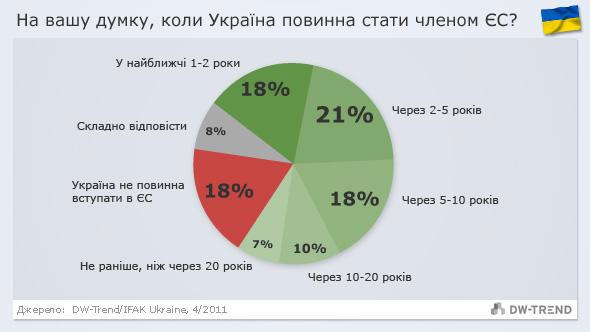 На вашу думку, коли Україна повинна стати членом ЄС?
У найближчі 1-2 роки
18%
21%
Через 2-5 років
Складно відповісти
8%
Україна не повинна
вступати в ЄС
18%
18%
Через 5-10 років
7%
10%
Не раніше, ніж через 20 років
Через 10-20 років
Джерело: DW-Trend/IFAK Ukraine, 4/2011
DW-TREND